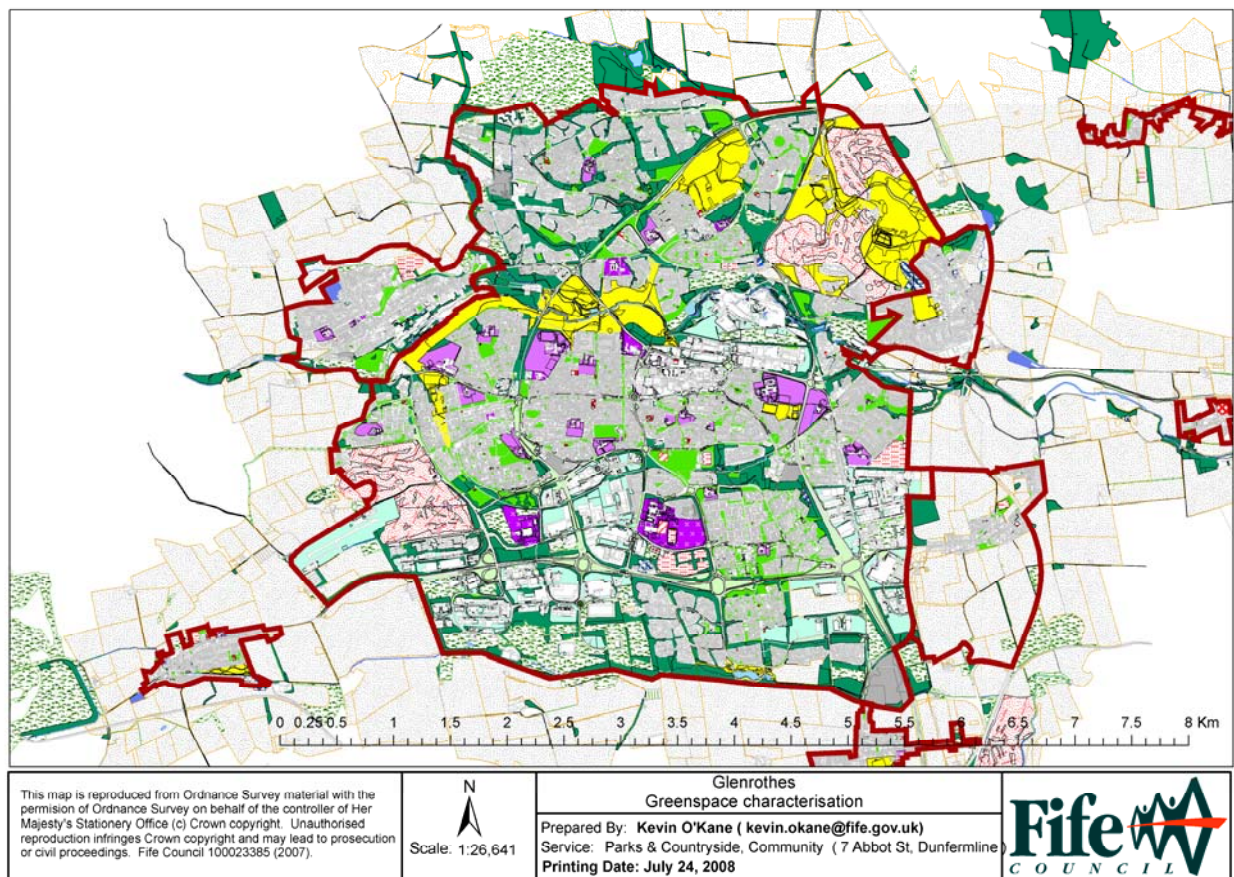 0 0.25 0.5 1 1.5 2 2.5 3 3.5 4 4.5 5 5.5 6 6.5 7 7.5 8 Km
This map is reproduced from Ordnance Survey material with the
permision of Ordnance Survey on behalf of the controller of Her
Majesty's Stationery Office (c) Crown copyright. Unauthorised
reproduction infringes Crown copyright and may lead to prosecution
or civil proceedings. Fife Council 100023385 (2007).
N
Scale: 1:26,641
Glenrothes
Greenspace characterisation
Prepared By: Kevin O'Kane ( kevin.okane@fife.gov.uk)
Service: Parks & Countryside, Community ( 7 Abbot St, Dunfermline )
Printing Date: July 24, 2008
Fife
COUNCIL